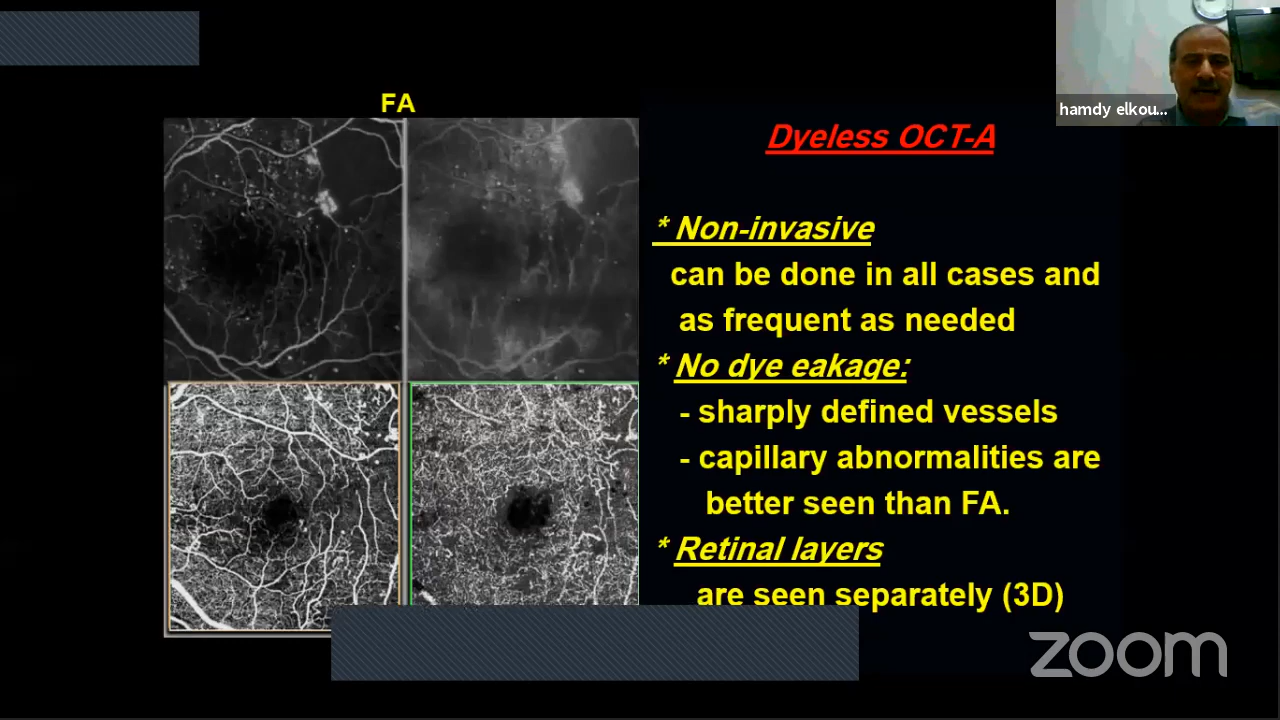 hamdy elkou...
FA
Dyeless OCT-A
* Non-invasive
can be done in all cases and
as frequent as needed
* No dye eakage:
- sharply defined vessels
- capillary abnormalities are
better seen than FA.
* Retinal layers
are seen separately (3D)
zoom